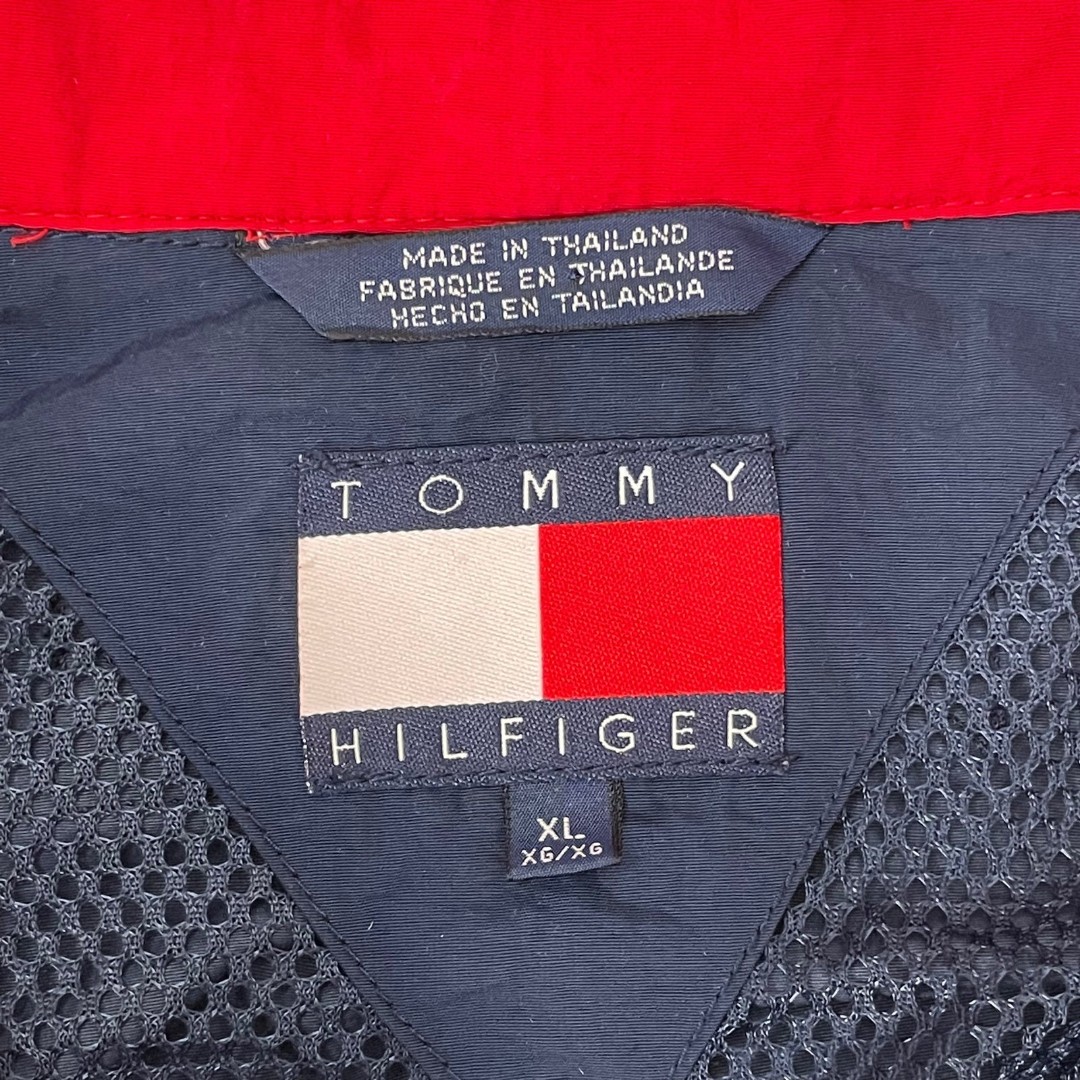 MADE IN THAILAND
FABRIQUE EN THAILANDE
HECHO EN TAILANDIA
TOMMY
HILFIGER
XL
XG/XG